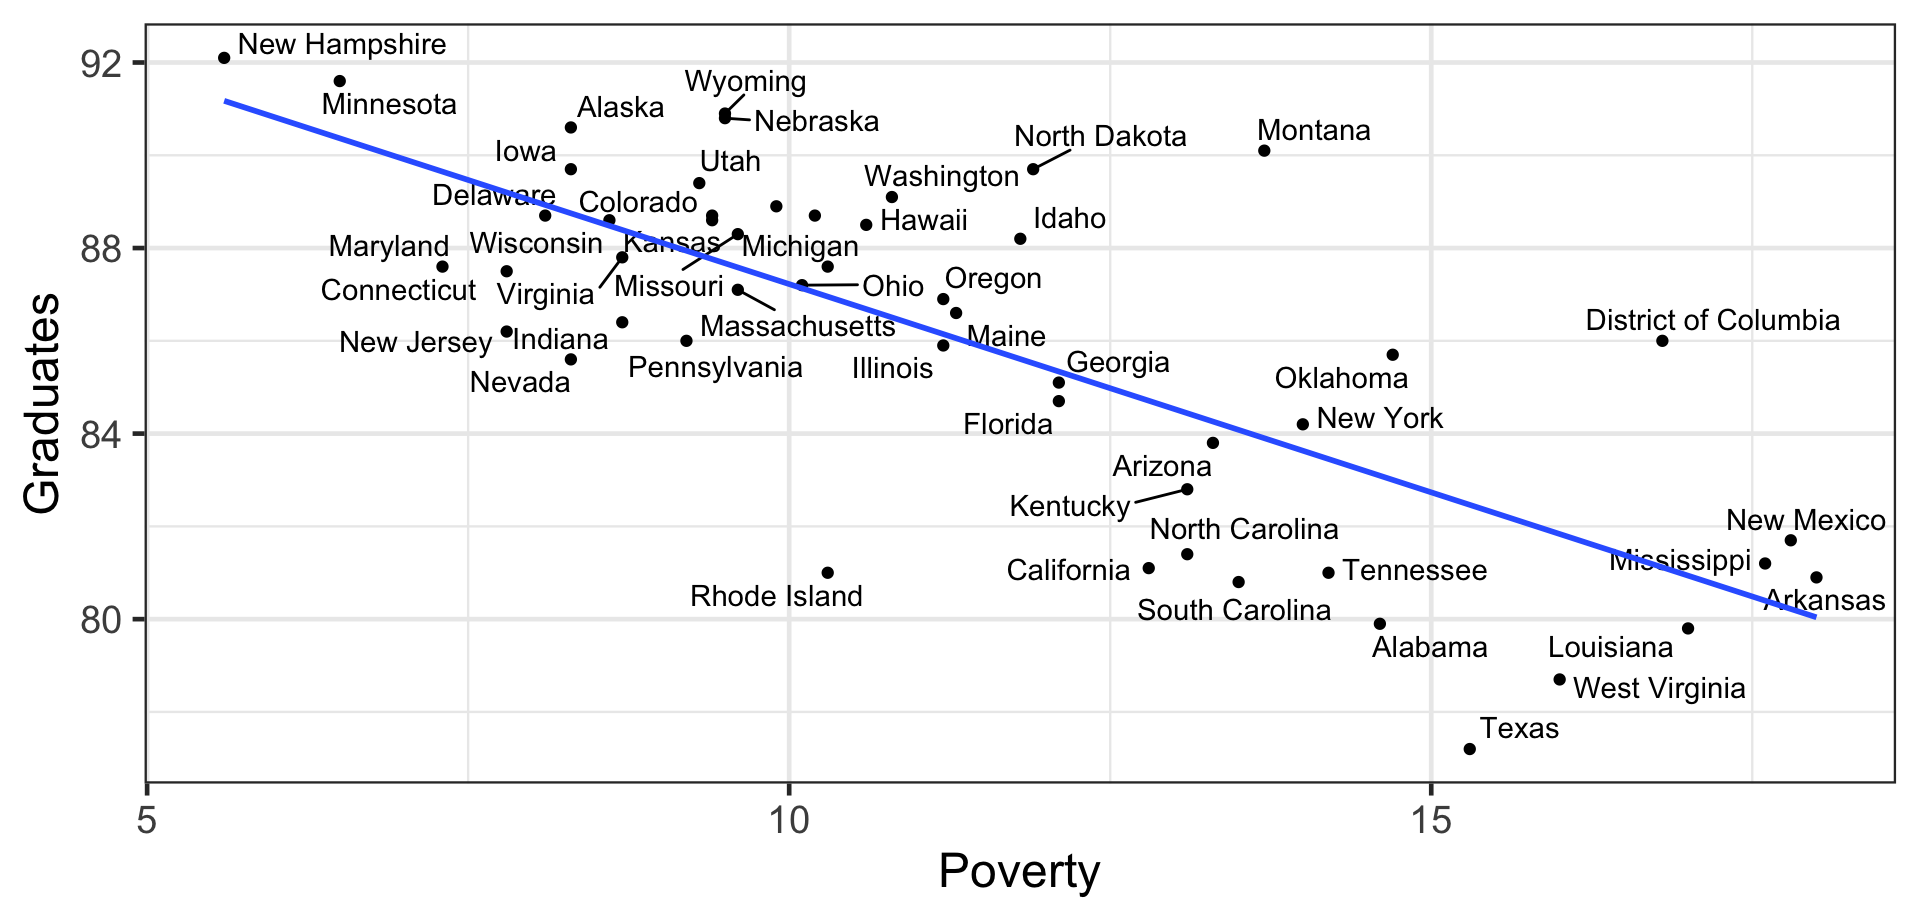 New Hampshire
92
Minnesota
Wyoming
Alaska
Nebraska
Montana
North Dakota
Iowa
Utah
Washington
Delaware
Colorado
Hawaii
Idaho
88
Maryland
Wisconsin
Kansas
Michigan
Oregon
Connecticut
Virginia
Missouri
Ohio
District of Columbia
Massachusetts
Maine
New Jersey
Indiana
Georgia
Pennsylvania
Illinois
Nevada
Oklahoma
84
Florida
New York
Arizona
Kentucky
New Mexico
North Carolina
Mississippi
California
Tennessee
Rhode Island
Arkansas
South Carolina
80
Alabama
Louisiana
West Virginia
Texas
Graduates
5
10
15
Poverty